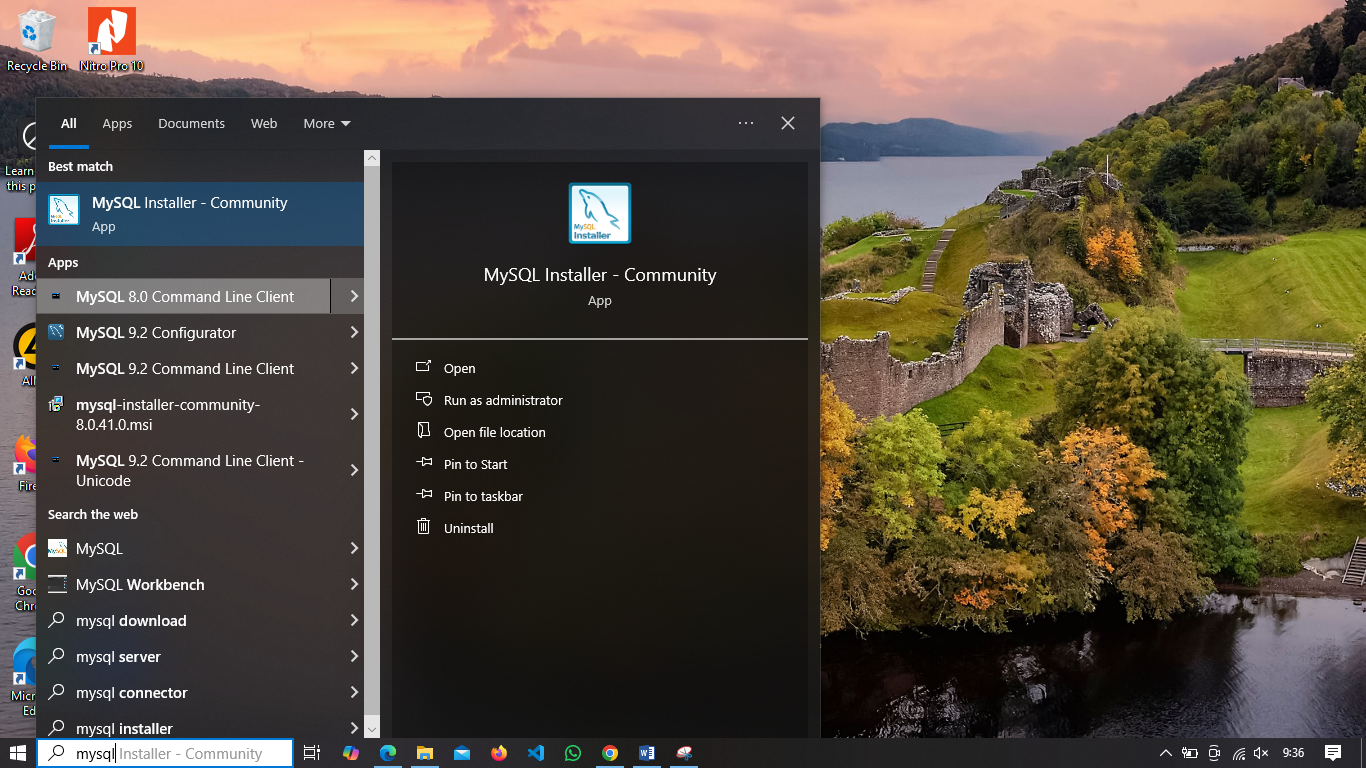 Recycle Bin
Nitro Pro 10
All
Apps
Documents
Web
More
Best match
MySQL Installer - Community
App
Apps
MySQL 8.0 Command Line Client
MySQL 9.2 Configurator
MySQL 9.2 Command Line Client
mysql-installer-community-
8.0.41.0.msi
MySQL 9.2 Command Line Client -
Unicode
Search the web
MySQL
MySQL Workbench
mysql download
mysql server
mysql connector
mysql installer
mysql Installer - Community
MySQL
Installer
MySQL Installer - Community
App
Open
Run as administrator
Open file location
Pin to Start
Pin to taskbar
Uninstall
Learn
this p
Ado
Read
All
Fire
Goo
Chro
Micr
Ed
9:36